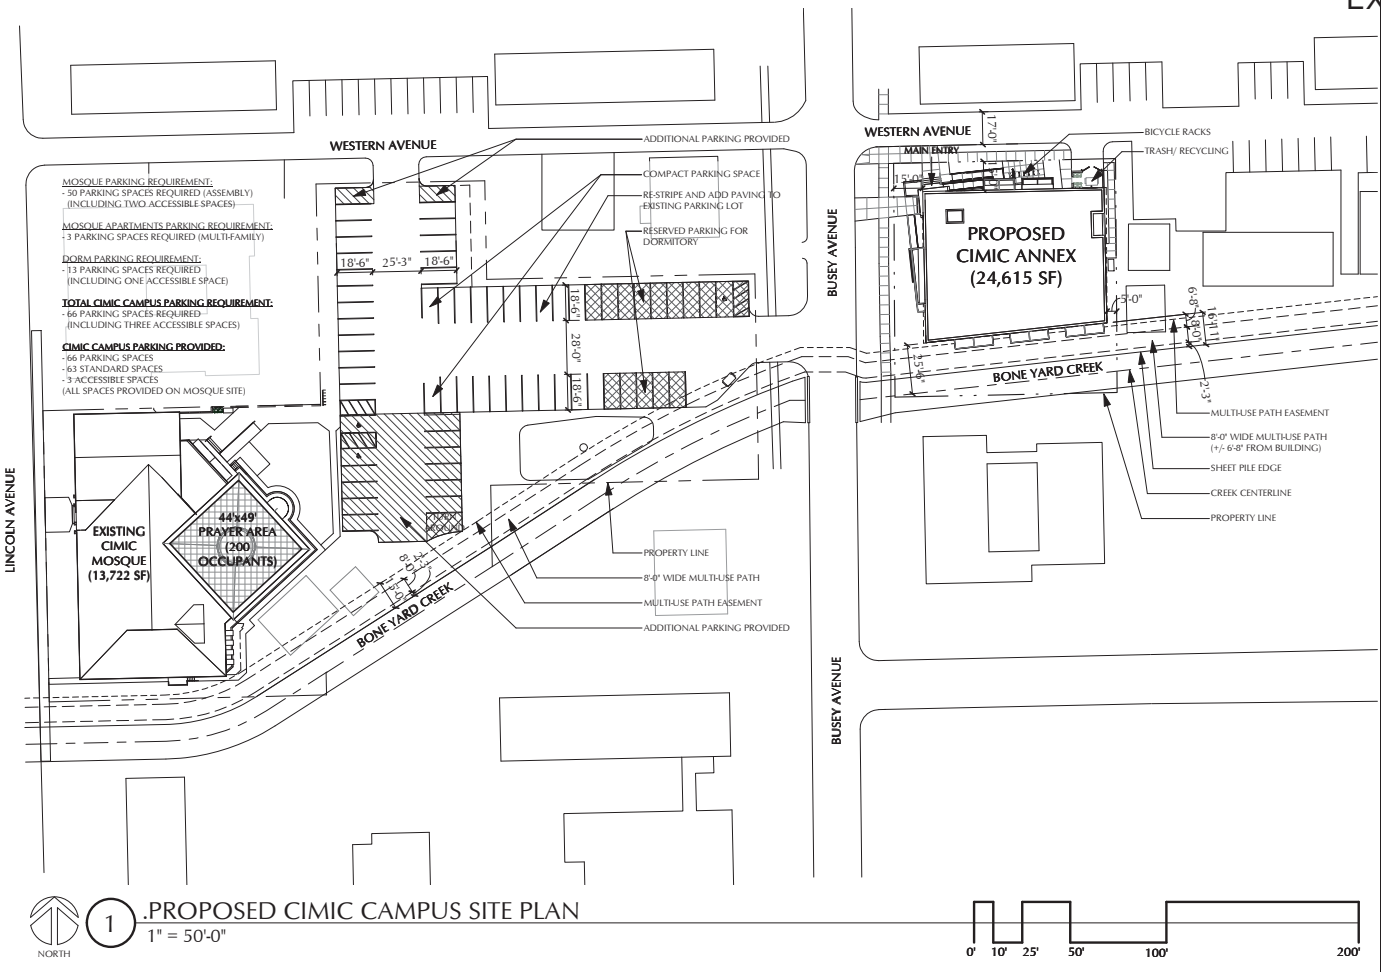 EX
WESTERN AVENUE
MOSQUE PARKING REQUIREMENT:
- 50 PARKING SPACES REQUIRED (ASSEMBLY)
(INCLUDING TWO ACCESSIBLE SPACES)
MOSQUE APARTMENTS PARKING REQUIREMENT:
- 3 PARKING SPACES REQUIRED (MULTI-FAMILY)
DORM PARKING REQUIREMENT:
- 13 PARKING SPACES REQUIRED
(INCLUDING ONE ACCESSIBLE SPACE)
TOTAL CIMIC CAMPUS PARKING REQUIREMENT:
- 66 PARKING SPACES REQUIRED
(INCLUDING THREE ACCESSIBLE SPACES)
CIMIC CAMPUS PARKING PROVIDED:
- 66 PARKING SPACES
- 63 STANDARD SPACES
- 3 ACCESSIBLE SPACES
(ALL SPACES PROVIDED ON MOSQUE SITE)
ADDITIONAL PARKING PROVIDED
COMPACT PARKING SPACE
RE-STRIPE AND ADD PAVING TO
EXISTING PARKING LOT
RESERVED PARKING FOR
DORMITORY
18'-6"
25'-3"
18'-6"
18'-6"
28'-0"
18'-6"
BUSEY AVENUE
WESTERN AVENUE
MAIN ENTRY
17'-0"
15'-0"
BICYCLE RACKS
TRASH/ RECYCLING
PROPOSED
CIMIC ANNEX
(24,615 SF)
5'-0"
6'-8"
8'-0"
16'-11"
2'-3"
BONE YARD CREEK
MULTI-USE PATH EASEMENT
8'-0" WIDE MULTI-USE PATH
(+/- 6'-8" FROM BUILDING)
SHEET PILE EDGE
CREEK CENTERLINE
PROPERTY LINE
LINCOLN AVENUE
EXISTING
CIMIC
MOSQUE
(13,722 SF)
44'x49'
PRAYER AREA
(200
OCCUPANTS)
8'-0"
BONE YARD CREEK
PROPERTY LINE
8'-0" WIDE MULTI-USE PATH
MULTI-USE PATH EASEMENT
ADDITIONAL PARKING PROVIDED
BUSEY AVENUE
NORTH
1
.PROPOSED CIMIC CAMPUS SITE PLAN
1" = 50'-0"
0' 10' 25' 50' 100' 200'